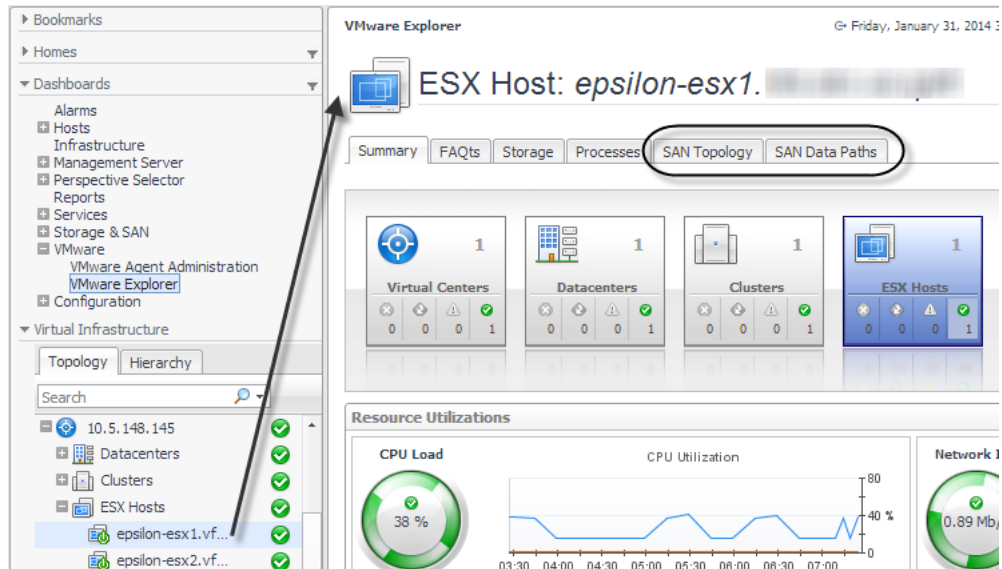 Bookmarks
Homes
Dashboards
Alarms
Hosts
Infrastructure
Management Server
Perspective Selector
Reports
Services
Storage & SAN
VMware
VMware Agent Administration
VMware Explorer
Configuration
Virtual Infrastructure
Topology Hierarchy
Search
10.5.148.145
Datacenters
Clusters
ESX Hosts
epsilon-esx1.vf...
epsilon-esx2.vf...
VMware Explorer
Friday, January 31, 2014 3
ESX Host: epsilon-esx1.
Summary FAQts Storage Processes SAN Topology SAN Data Paths
1 1 1 1
Virtual Centers Datacenters Clusters ESX Hosts
0 0 0 1 0 0 0 1 0 0 0 1 0 0 0 1
Resource Utilizations
CPU Load CPU Utilization Network I
38 %
80
40 %
0
0.89 Mb/
03:30 04:00 04:30 05:00 05:30 06:00 06:30 07:00